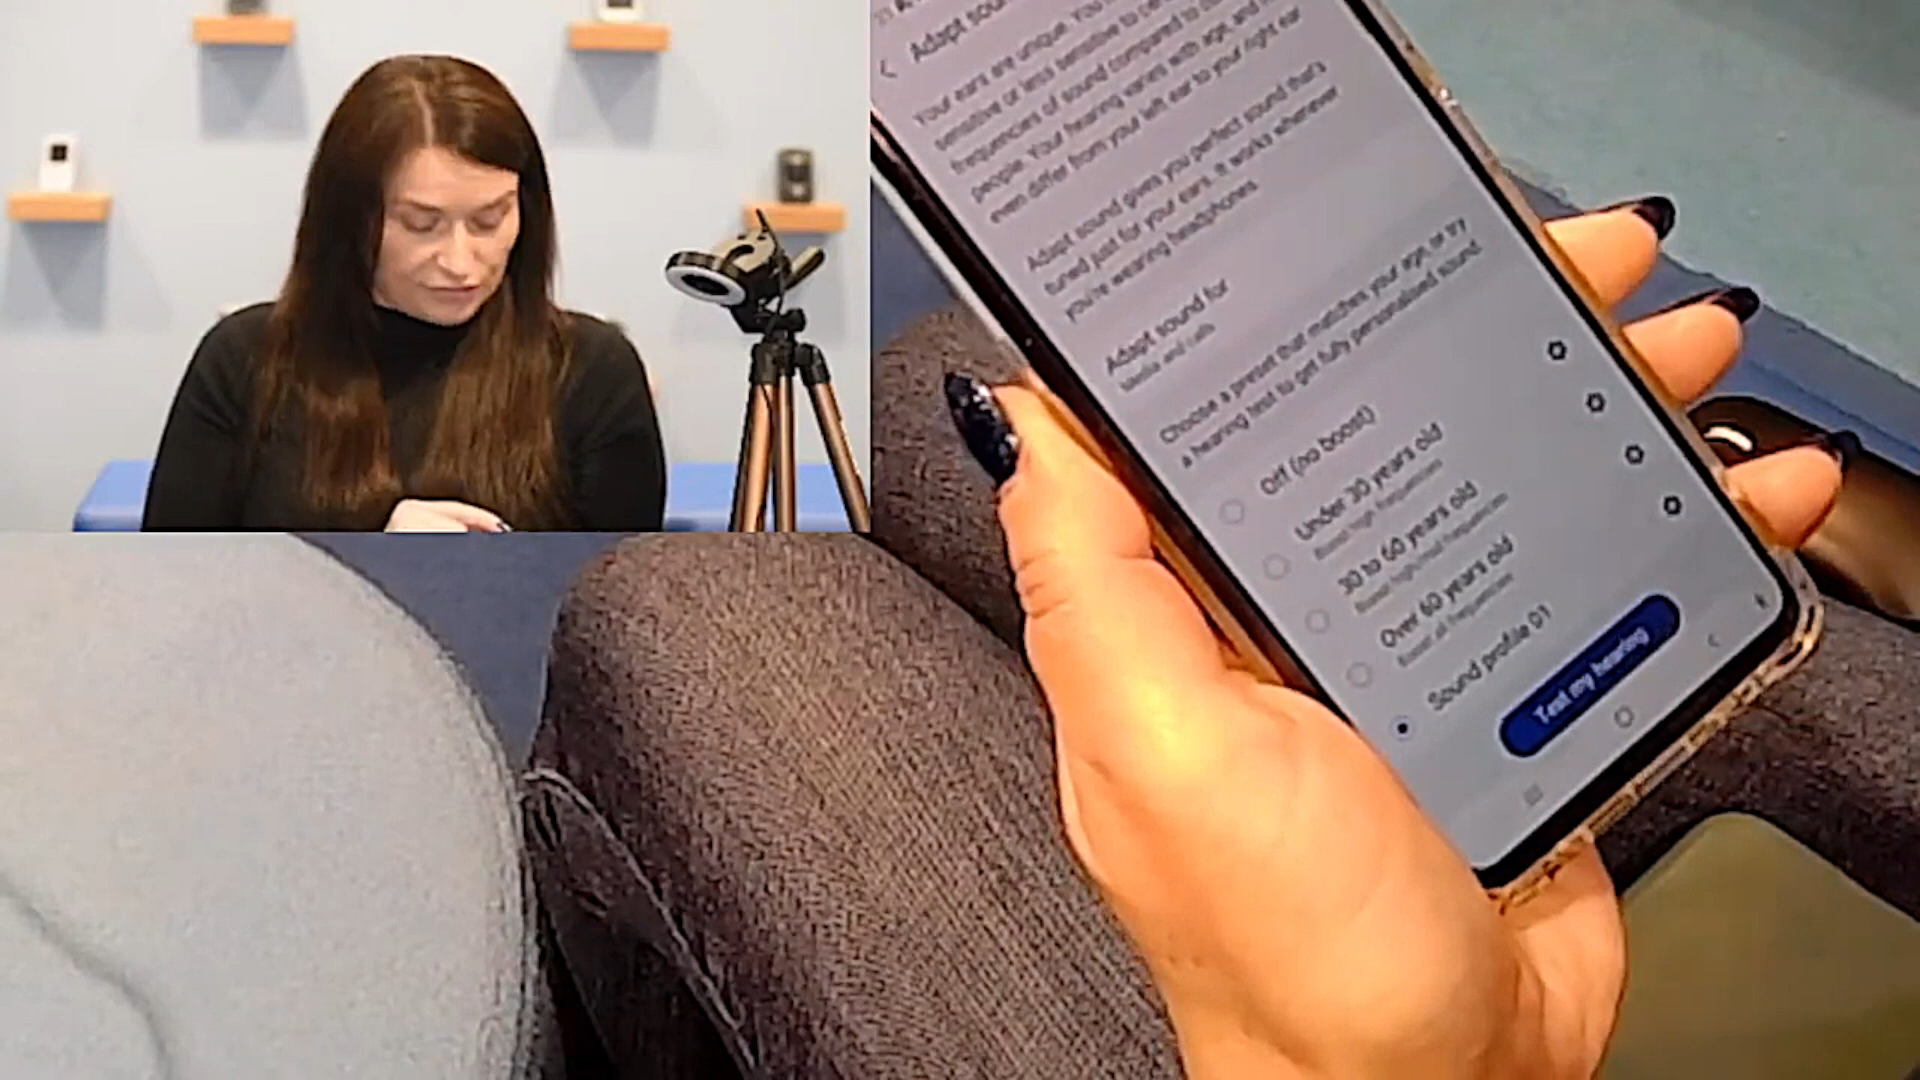 Adapt sound
Your ears are unique. You
sensitive or less sensitive to
frequencies of sound compared to
people. Your hearing varies with age, and
even differ from your left ear to your right ear
Adapt sound gives you perfect sound that's
tuned just for your ears. It works whenever
you're wearing headphones.
Adapt sound for
Media and calls
Choose a preset that matches your age, or try
a hearing test to get fully personalised sound
Off (no boost)
Under 30 years old
Boost high frequencies
30 to 60 years old
Boost high/mid frequencies
Over 60 years old
Boost all frequencies
Sound profile 01
Test my hearing